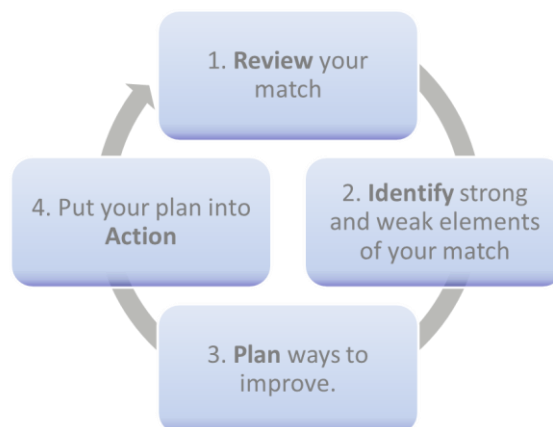 1. Review your
match
2. Identify strong
and weak elements
of your match
3. Plan ways to
improve.
4. Put your plan into
Action